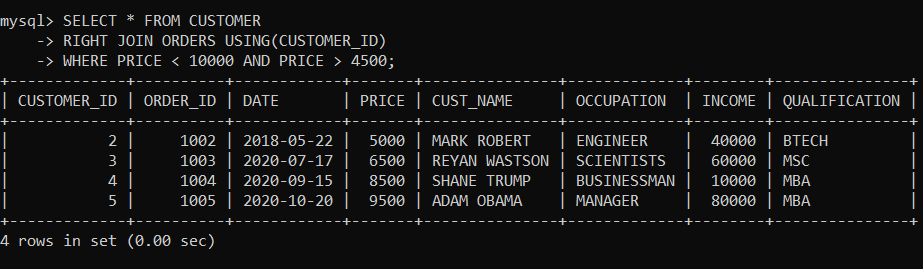 mysql> SELECT * FROM CUSTOMER
    -> RIGHT JOIN ORDERS USING(CUSTOMER_ID)
    -> WHERE PRICE < 10000 AND PRICE > 4500;
+-------------+----------+------------+-------+---------------+-------------+--------+---------------+
| CUSTOMER_ID | ORDER_ID | DATE       | PRICE | CUST_NAME     | OCCUPATION  | INCOME | QUALIFICATION |
+-------------+----------+------------+-------+---------------+-------------+--------+---------------+
|           2 |     1002 | 2018-05-22 |  5000 | MARK ROBERT   | ENGINEER    |  40000 | BTECH         |
|           3 |     1003 | 2020-07-17 |  6500 | REYAN WASTSON | SCIENTISTS  |  60000 | MSC           |
|           4 |     1004 | 2020-09-15 |  8500 | SHANE TRUMP   | BUSINESSMAN |  10000 | MBA           |
|           5 |     1005 | 2020-10-20 |  9500 | ADAM OBAMA    | MANAGER     |  80000 | MBA           |
+-------------+----------+------------+-------+---------------+-------------+--------+---------------+
4 rows in set (0.00 sec)